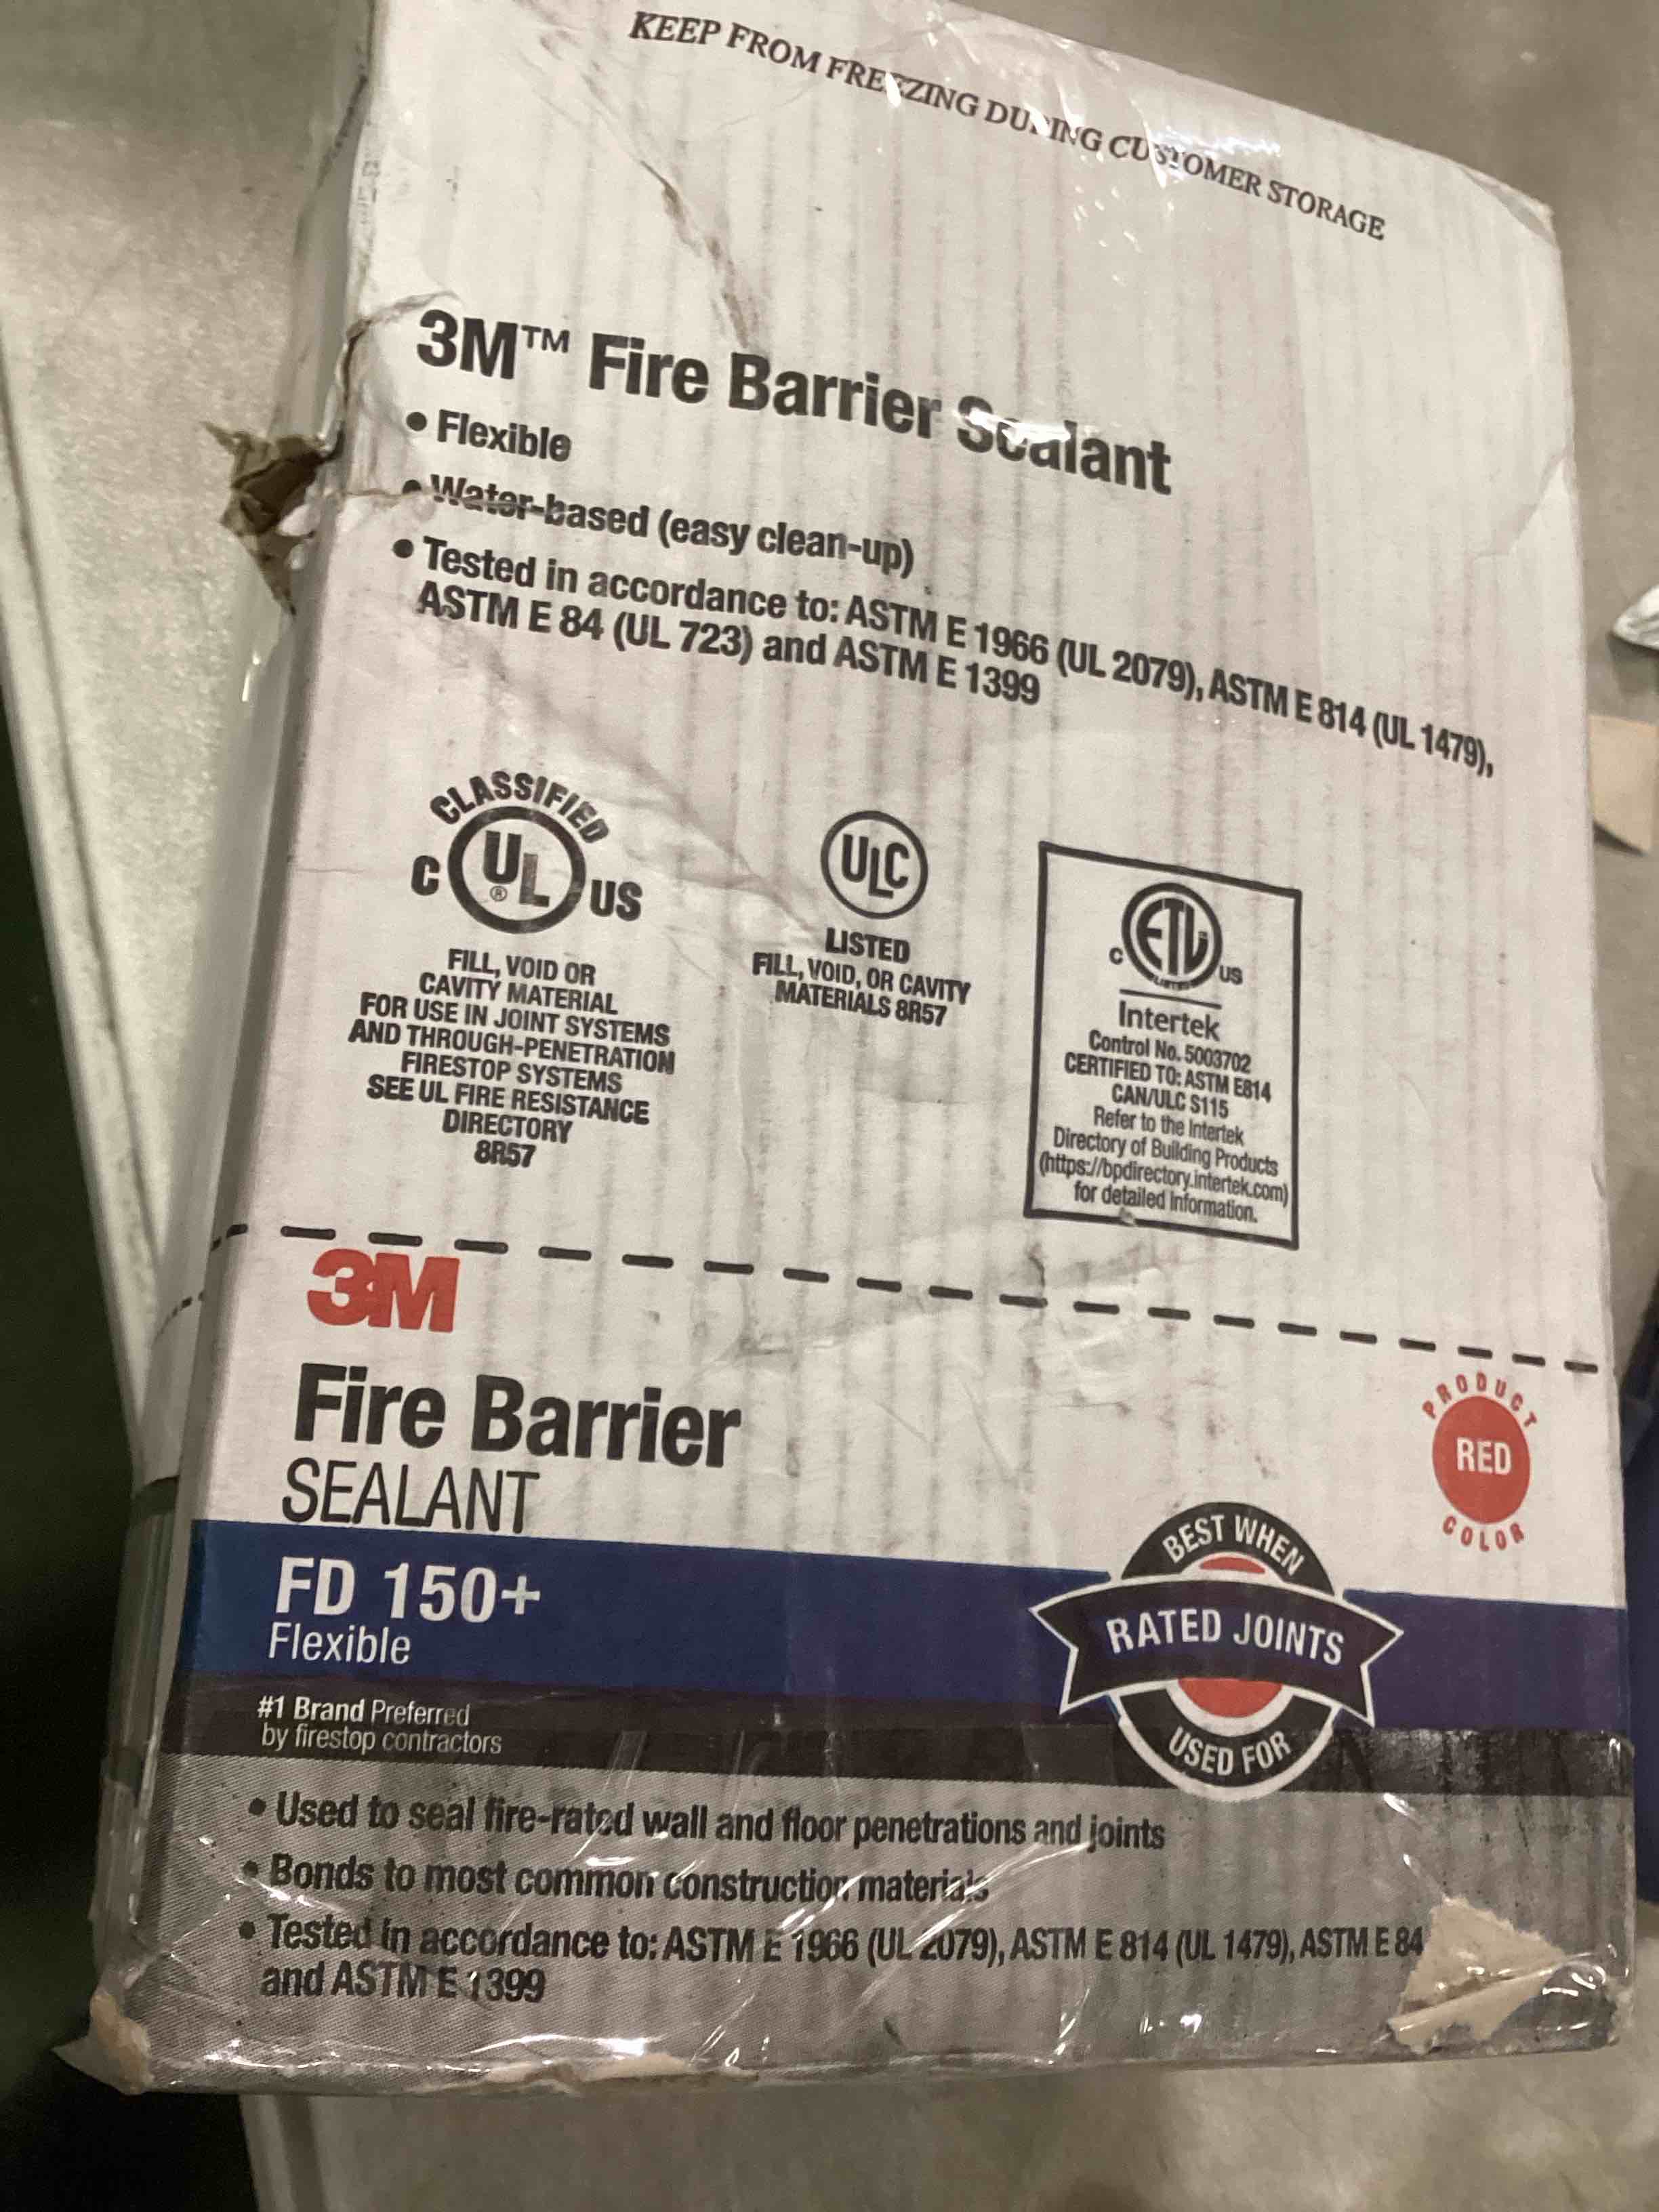 KEEP FROM FREEZING DURING CUSTOMER STORAGE
3M™ Fire Barrier Sealant
• Flexible
• Water-based (easy clean-up)
• Tested in accordance to: ASTM E 1966 (UL 2079), ASTM E 814 (UL 1479),
ASTM E 84 (UL 723) and ASTM E 1399
CLASSIFIED
C UL® US
FILL, VOID OR
CAVITY MATERIAL
FOR USE IN JOINT SYSTEMS
AND THROUGH-PENETRATION
FIRESTOP SYSTEMS
SEE UL FIRE RESISTANCE
DIRECTORY
8R57
ULC
LISTED
FILL, VOID, OR CAVITY
MATERIALS 8R57
C ETL US
LISTED
Intertek
Control No. 5003702
CERTIFIED TO: ASTM E814
CAN/ULC S115
Refer to the Intertek
Directory of Building Products
(https://bpdirectory.intertek.com)
for detailed information.
3M
Fire Barrier
SEALANT
PRODUCT
RED
COLOR
FD 150+
Flexible
BEST WHEN
RATED JOINTS
USED FOR
#1 Brand Preferred
by firestop contractors
• Used to seal fire-rated wall and floor penetrations and joints
• Bonds to most common construction materials
• Tested in accordance to: ASTM E 1966 (UL 2079), ASTM E 814 (UL 1479), ASTM E 84
and ASTM E 1399